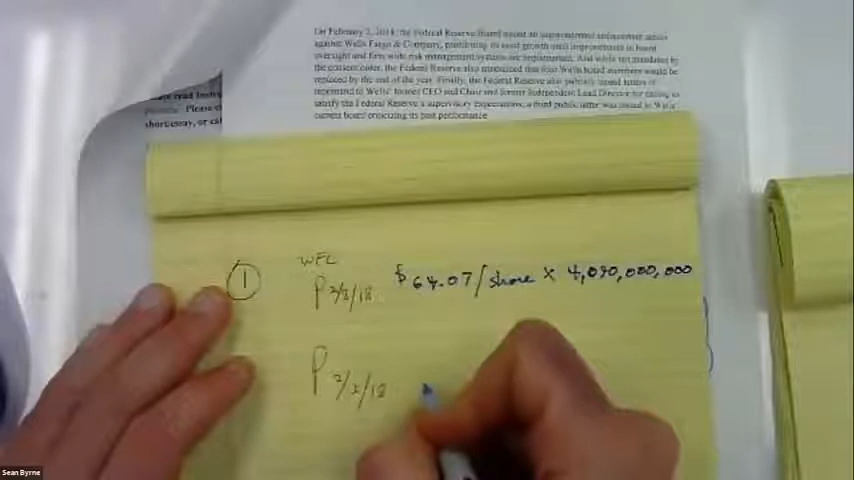 On February 2, 2018, the Federal Reserve Board issued an unprecedented enforcement action
against Wells Fargo & Company, prohibiting its asset growth until improvements in board
oversight and firm wide risk management systems are implemented. And while not mandated by
the consent order, the Federal Reserve also announced that four Wells board members would be
replaced by the end of the year. Finally, the Federal Reserve also publicly issued letters of
reprimand to Wells' former CEO and Chair and former Independent Lead Director for failing to
satisfy the Federal Reserve's supervisory expectations; a third public letter was issued to Wells
current board criticizing its past performance
read
Please
short essay, or
1
WFC
P 2/2/18 $64.07/share × 4,090,000,000
P 2/2/18
Sean Byrne